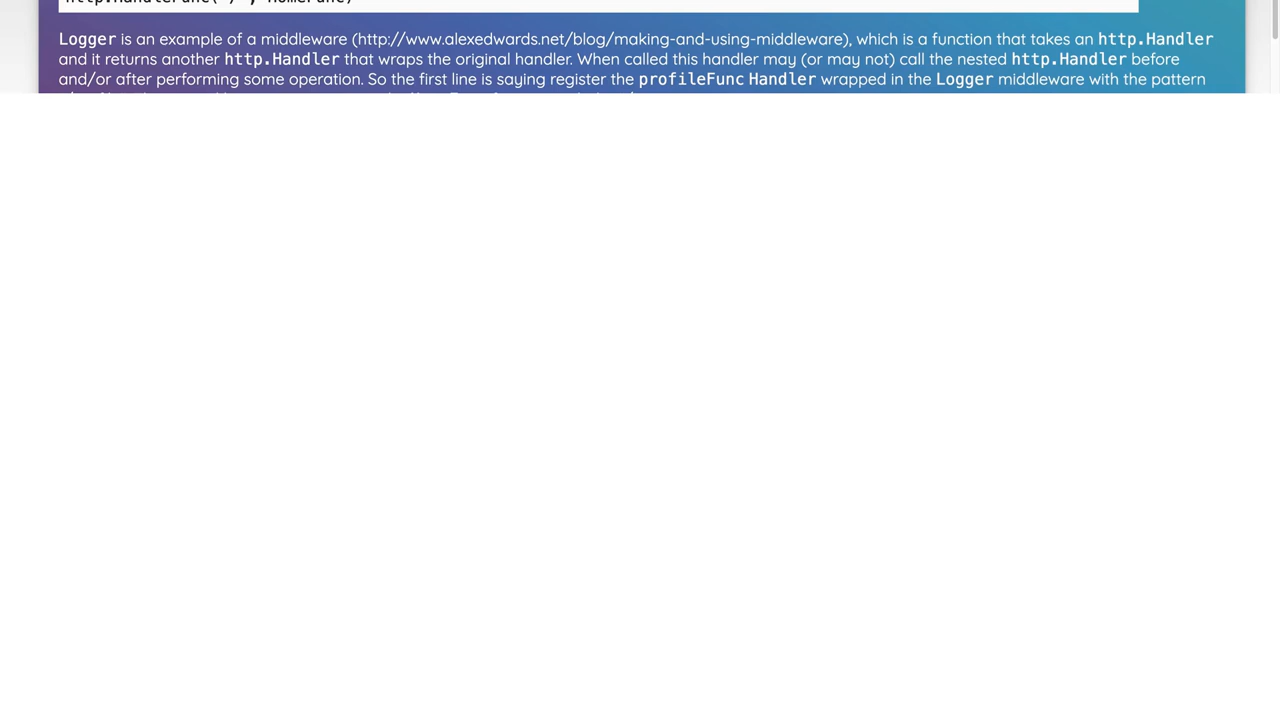 Logger is an example of a middleware (http://www.alexedwards.net/blog/making-and-using-middleware), which is a function that takes an http.Handler
and it returns another http.Handler that wraps the original handler. When called this handler may (or may not) call the nested http.Handler before
and/or after performing some operation. So the first line is saying register the profileFunc Handler wrapped in the Logger middleware with the pattern